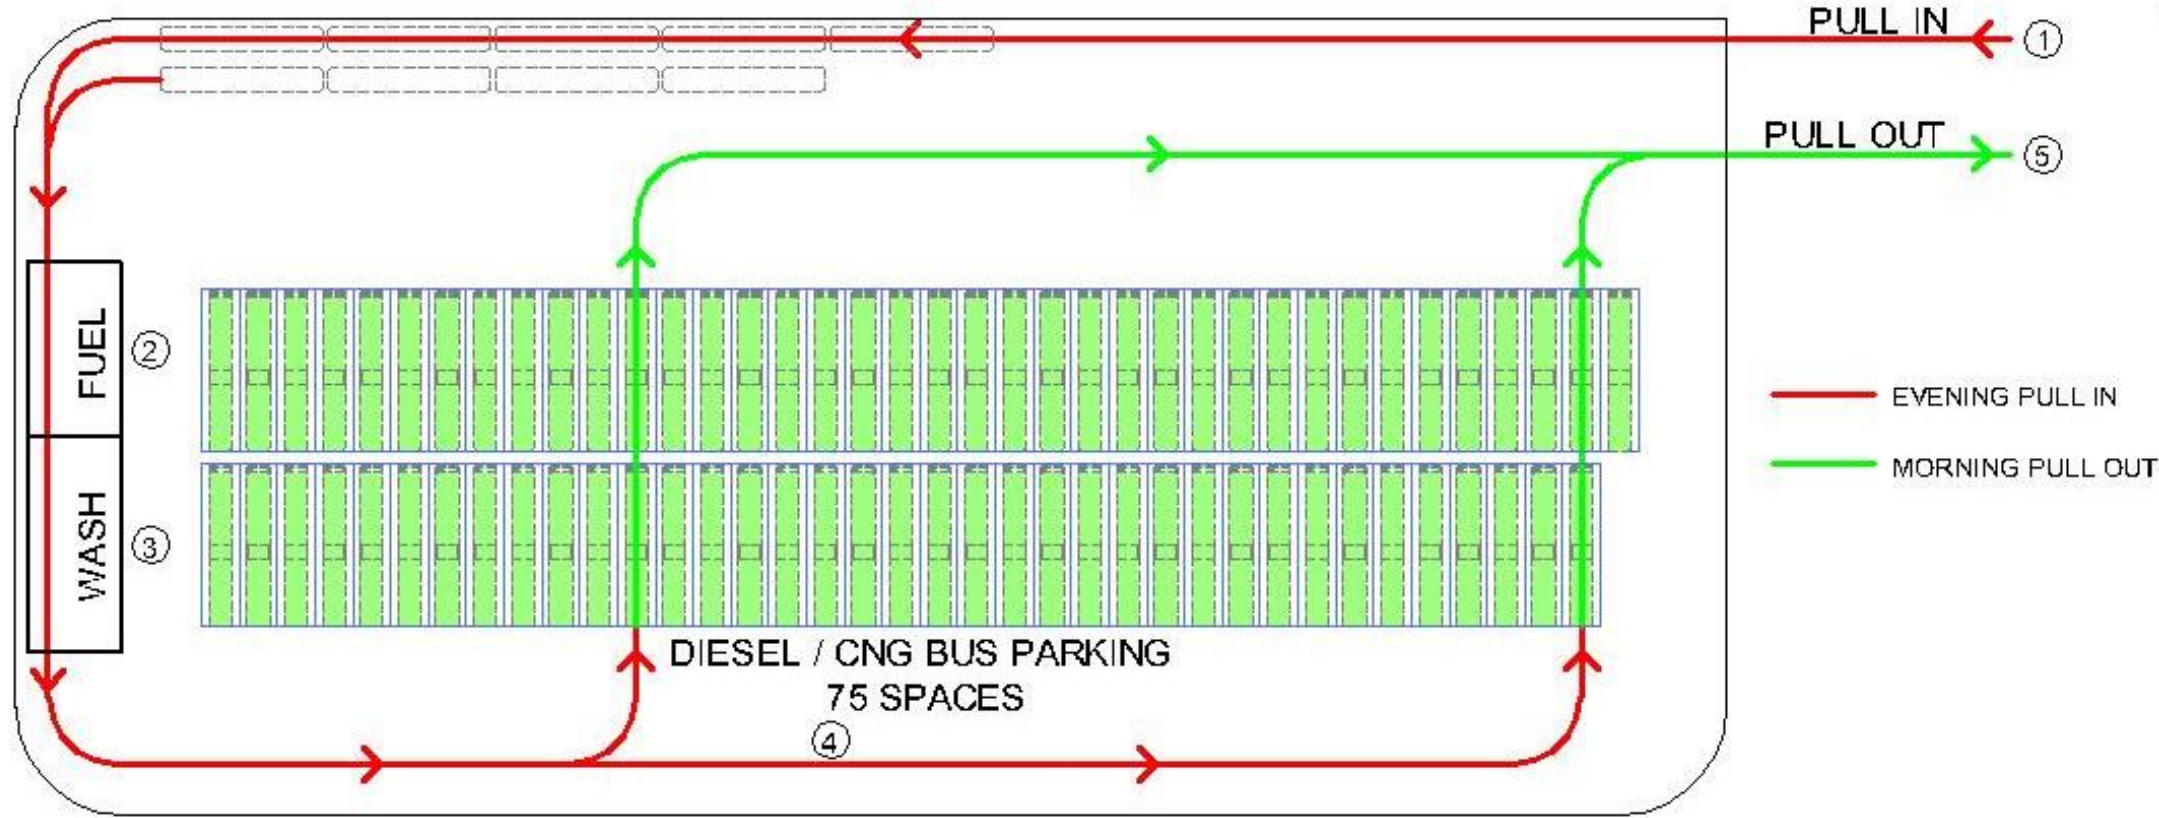 PULL IN
1
PULL OUT
5
FUEL
2
WASH
3
EVENING PULL IN
MORNING PULL OUT
DIESEL / CNG BUS PARKING
75 SPACES
4